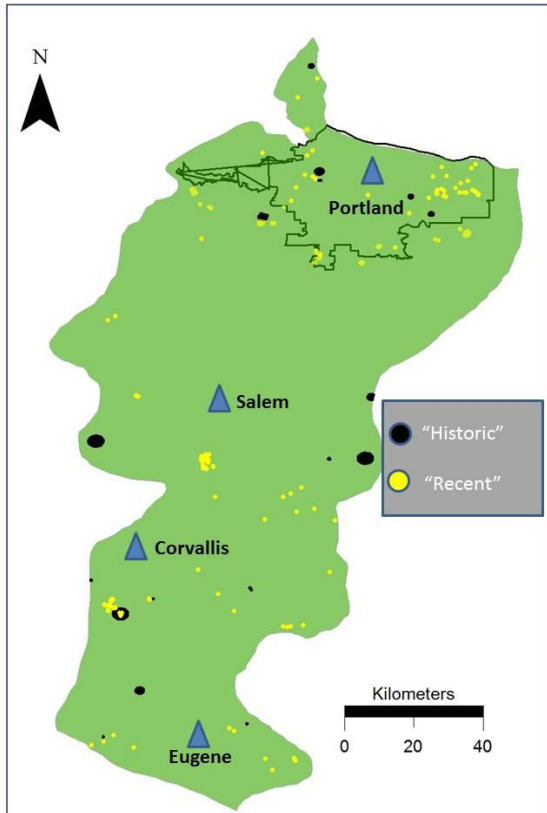 N
Portland
Salem
“Historic”
“Recent”
Corvallis
Kilometers
0 20 40
Eugene